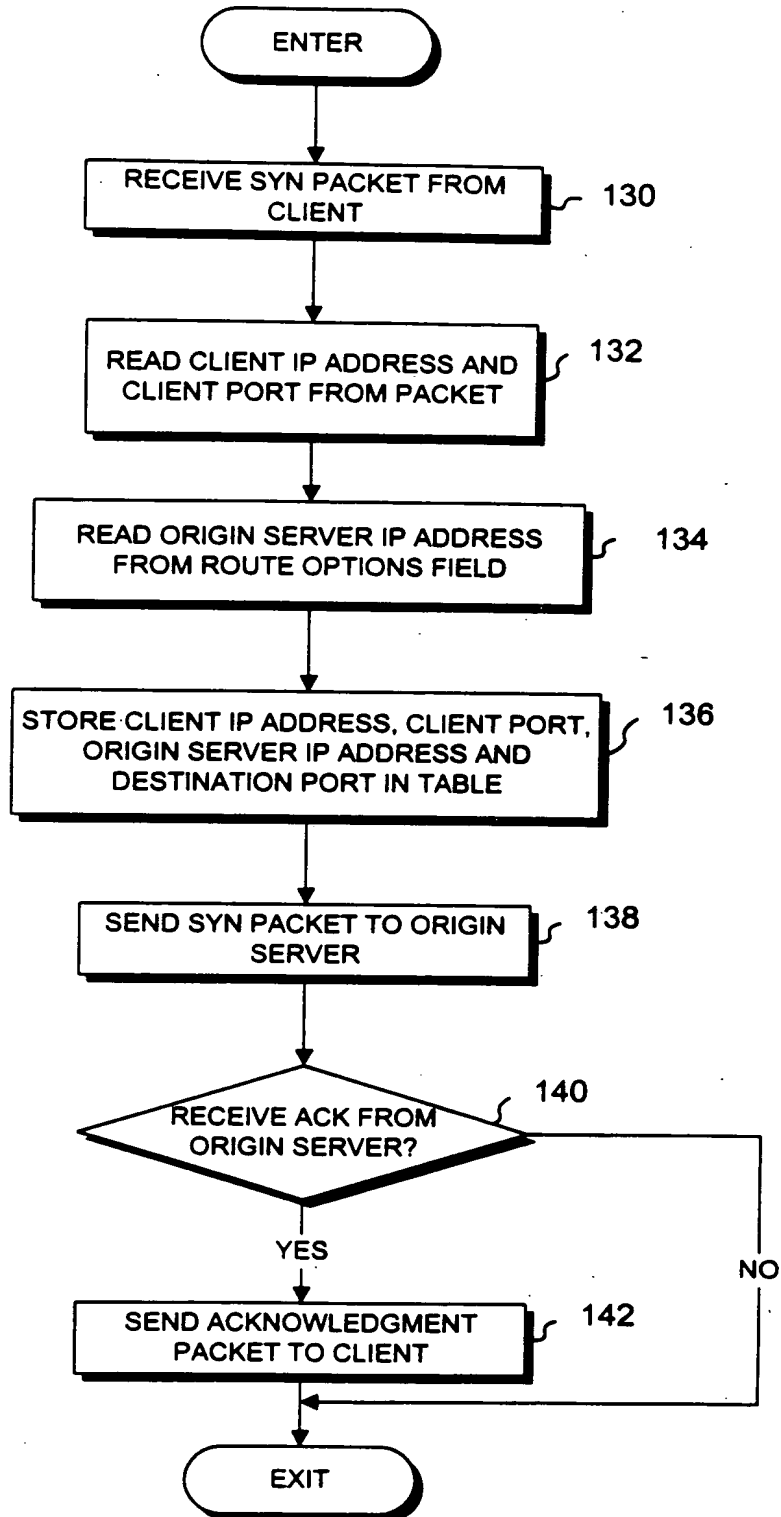 ENTER
RECEIVE SYN PACKET FROM
CLIENT
130
READ CLIENT IP ADDRESS AND
CLIENT PORT FROM PACKET
132
READ ORIGIN SERVER IP ADDRESS
FROM ROUTE OPTIONS FIELD
134
STORE CLIENT IP ADDRESS, CLIENT PORT,
ORIGIN SERVER IP ADDRESS AND
DESTINATION PORT IN TABLE
136
SEND SYN PACKET TO ORIGIN
SERVER
138
RECEIVE ACK FROM
ORIGIN SERVER?
140
YES
NO
SEND ACKNOWLEDGMENT
PACKET TO CLIENT
142
EXIT